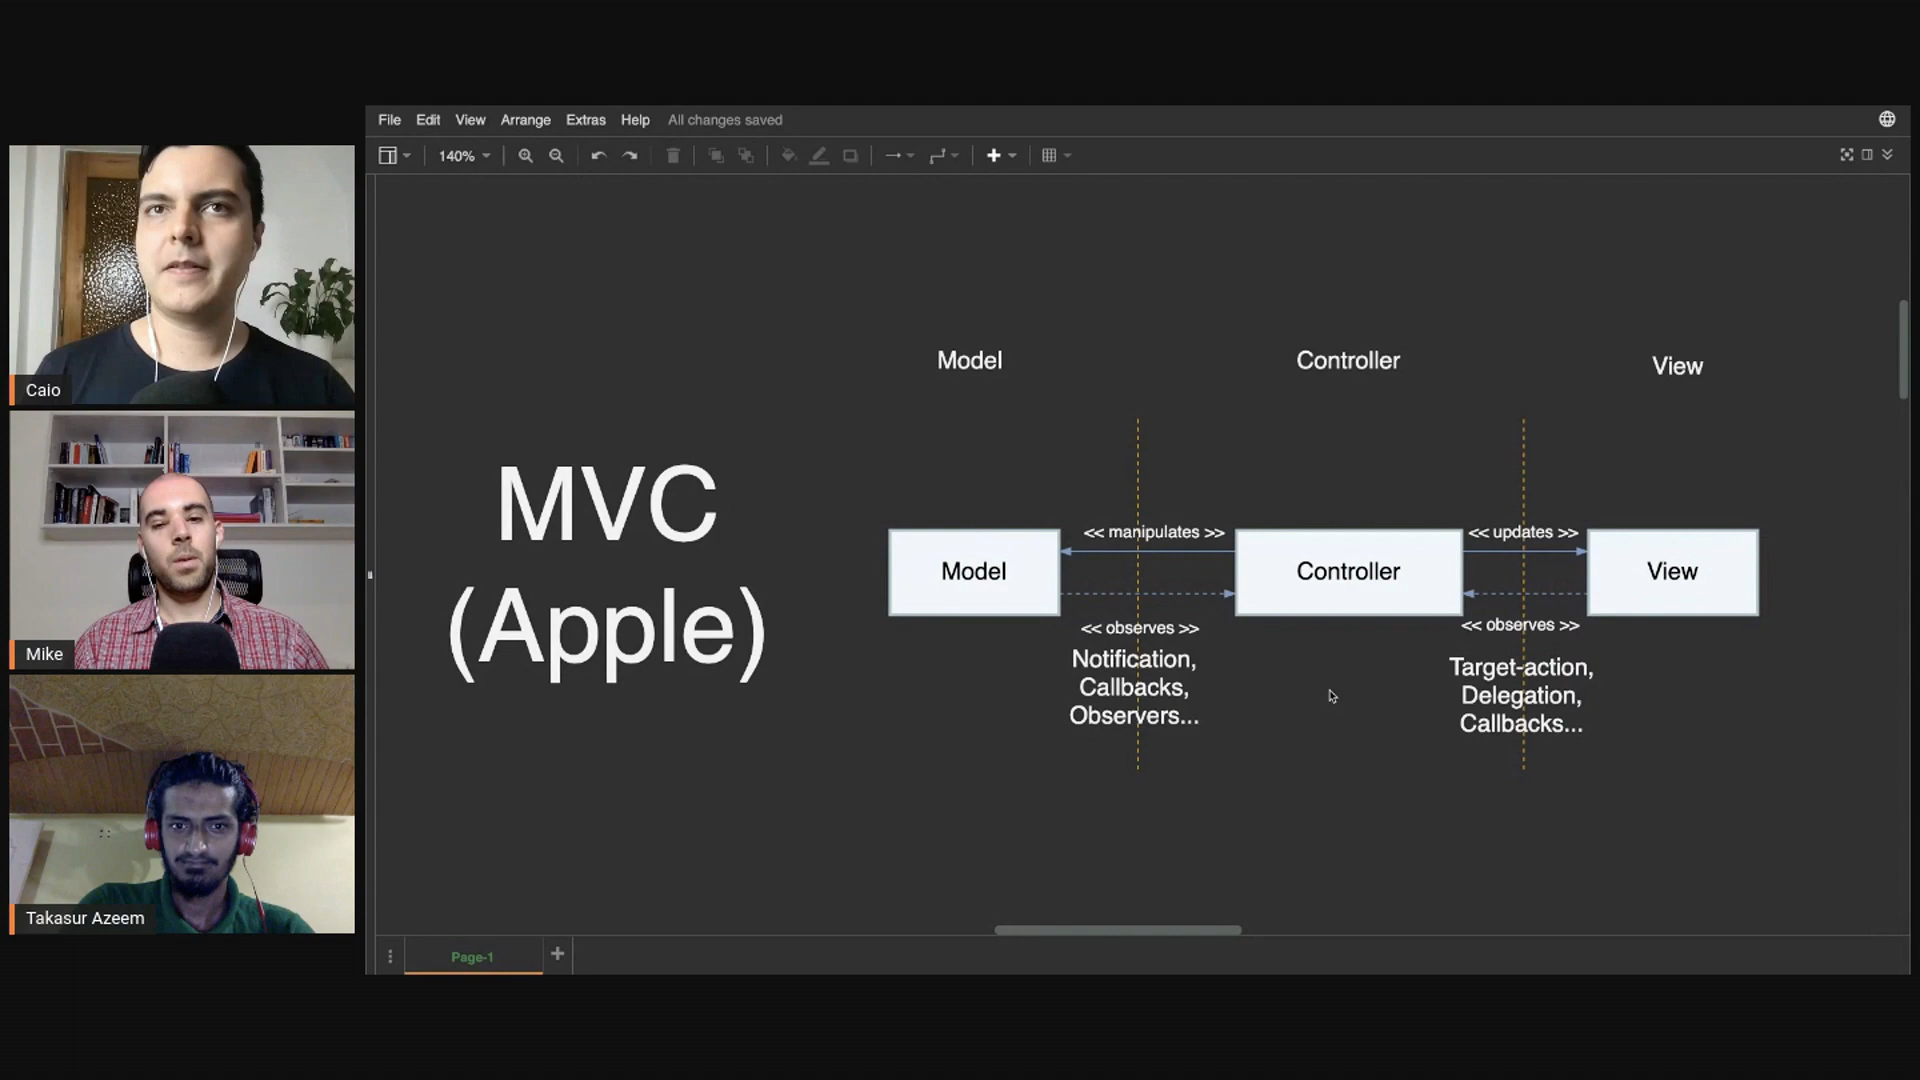 File Edit View Arrange Extras Help All changes saved
140%
Caio
Mike
Takasur Azeem
Model
Controller
View
MVC
(Apple)
<< manipulates >>
<< updates >>
Model
Controller
View
<< observes >>
<< observes >>
Notification,
Callbacks,
Observers...
Target-action,
Delegation,
Callbacks...
Page-1